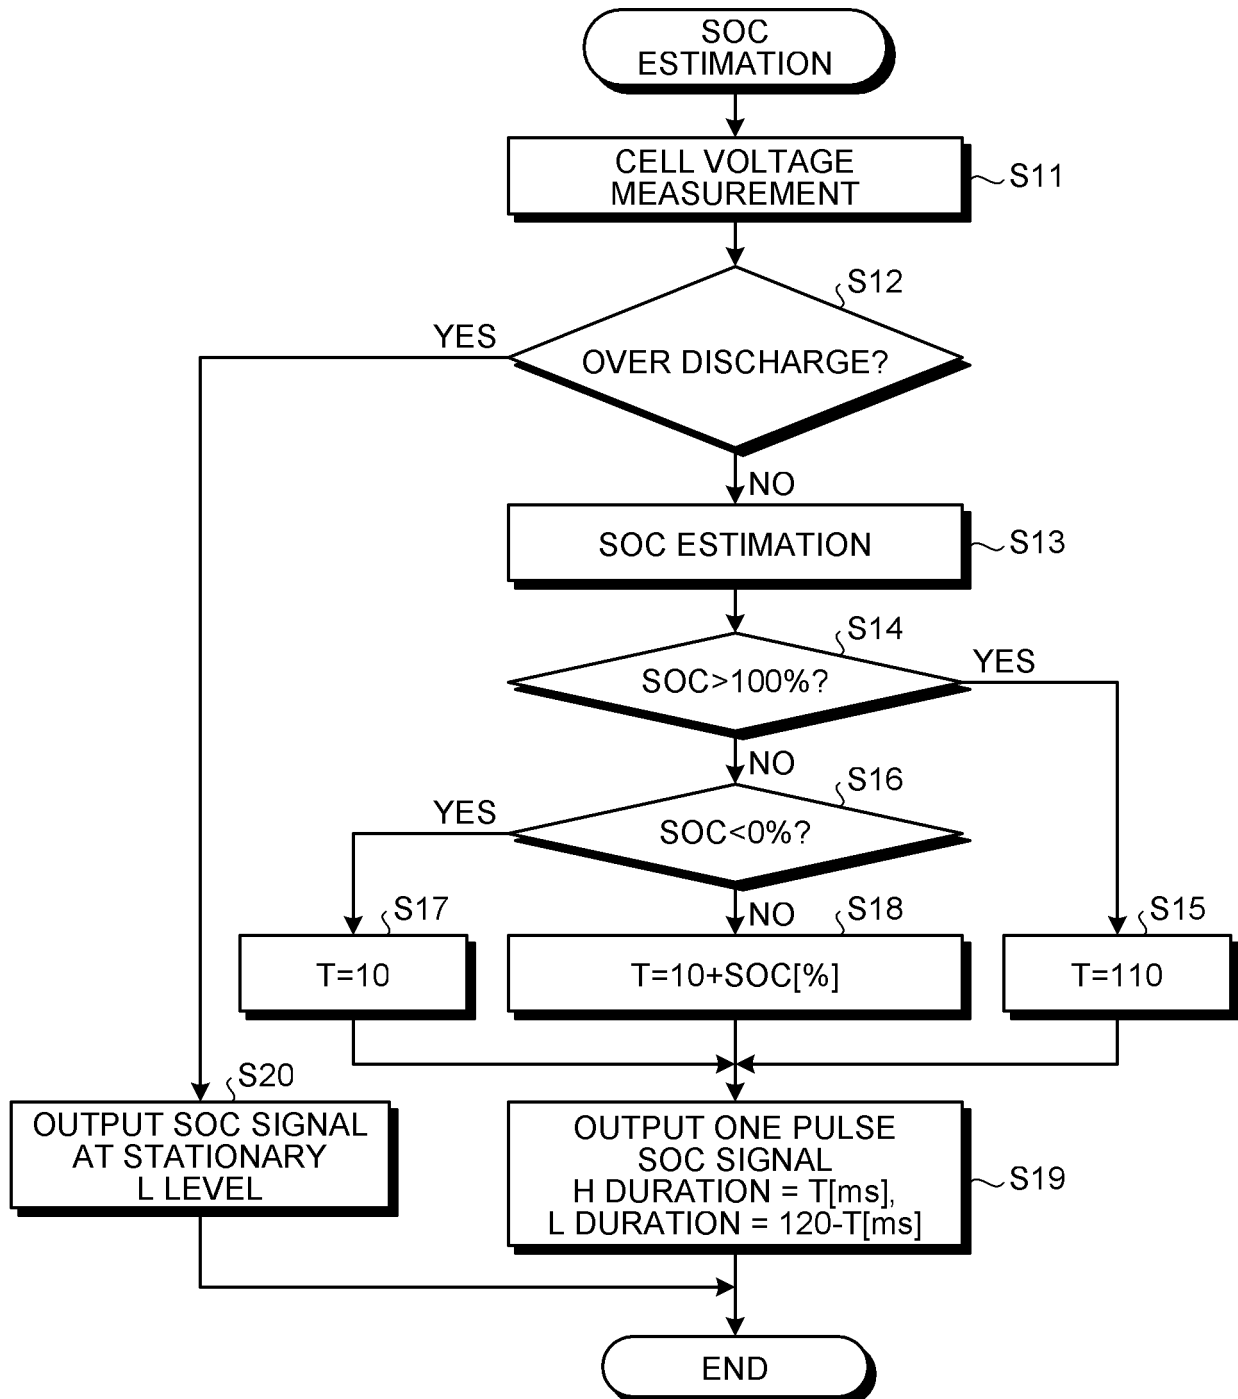 SOC
ESTIMATION
CELL VOLTAGE
MEASUREMENT
S11
S12
YES
OVER DISCHARGE?
NO
SOC ESTIMATION
S13
S14
YES
SOC>100%?
NO
S16
YES
SOC<0%?
S17
NO
S18
S15
T=10
T=10+SOC[%]
T=110
S20
OUTPUT SOC SIGNAL
AT STATIONARY
L LEVEL
OUTPUT ONE PULSE
SOC SIGNAL
H DURATION = T[ms],
L DURATION = 120-T[ms]
S19
END